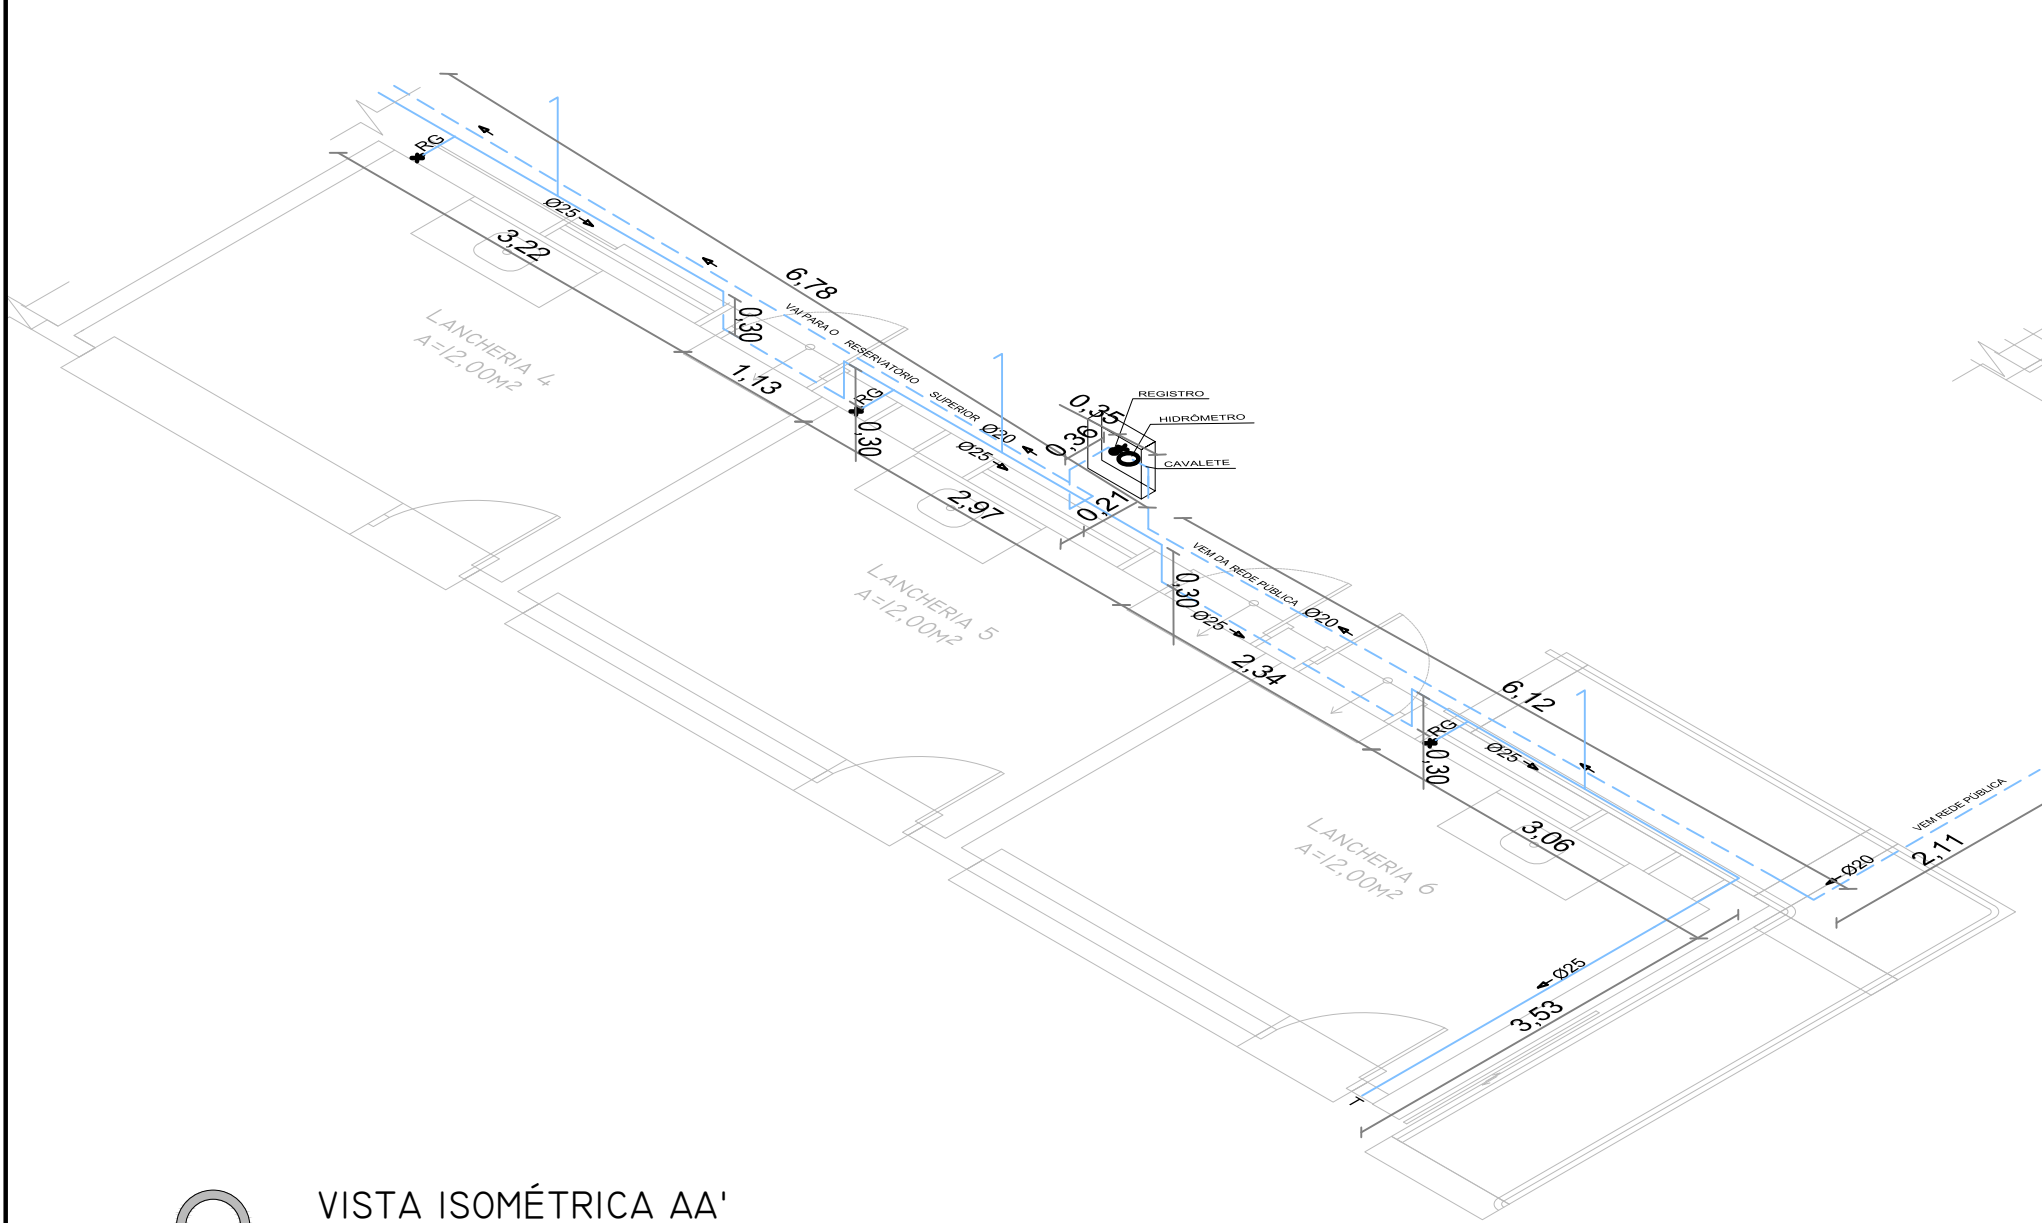 RG
Ø25
3,22
6,78
0,30
VAI PARA O
RESERVATÓRIO
SUPERIOR
Ø20
LANCHERIA 4
A=12,00M2
1,13
RG
0,30
Ø25
0,35
0,36
REGISTRO
HIDRÔMETRO
CAVALETE
2,97
0,21
VEM DA REDE PÚBLICA
Ø20
0,30
Ø25
LANCHERIA 5
A=12,00M2
2,34
6,12
RG
Ø25
0,30
VEM REDE PÚBLICA
2,11
Ø20
3,06
LANCHERIA 6
A=12,00M2
Ø25
3,53
T
VISTA ISOMÉTRICA AA'